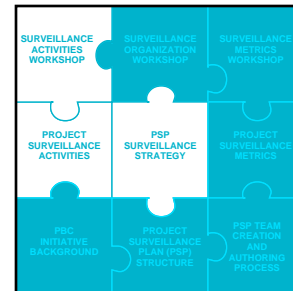 SURVEILLANCE
ACTIVITIES
WORKSHOP
SURVEILLANCE
ORGANIZATION
WORKSHOP
SURVEILLANCE
METRICS
WORKSHOP
PROJECT
SURVEILLANCE
ACTIVITIES
PSP
SURVEILLANCE
STRATEGY
PROJECT
SURVEILLANCE
METRICS
PBC
INITIATIVE
BACKGROUND
PROJECT
SURVEILLANCE
PLAN (PSP)
STRUCTURE
PSP TEAM
CREATION
AND
AUTHORING
PROCESS